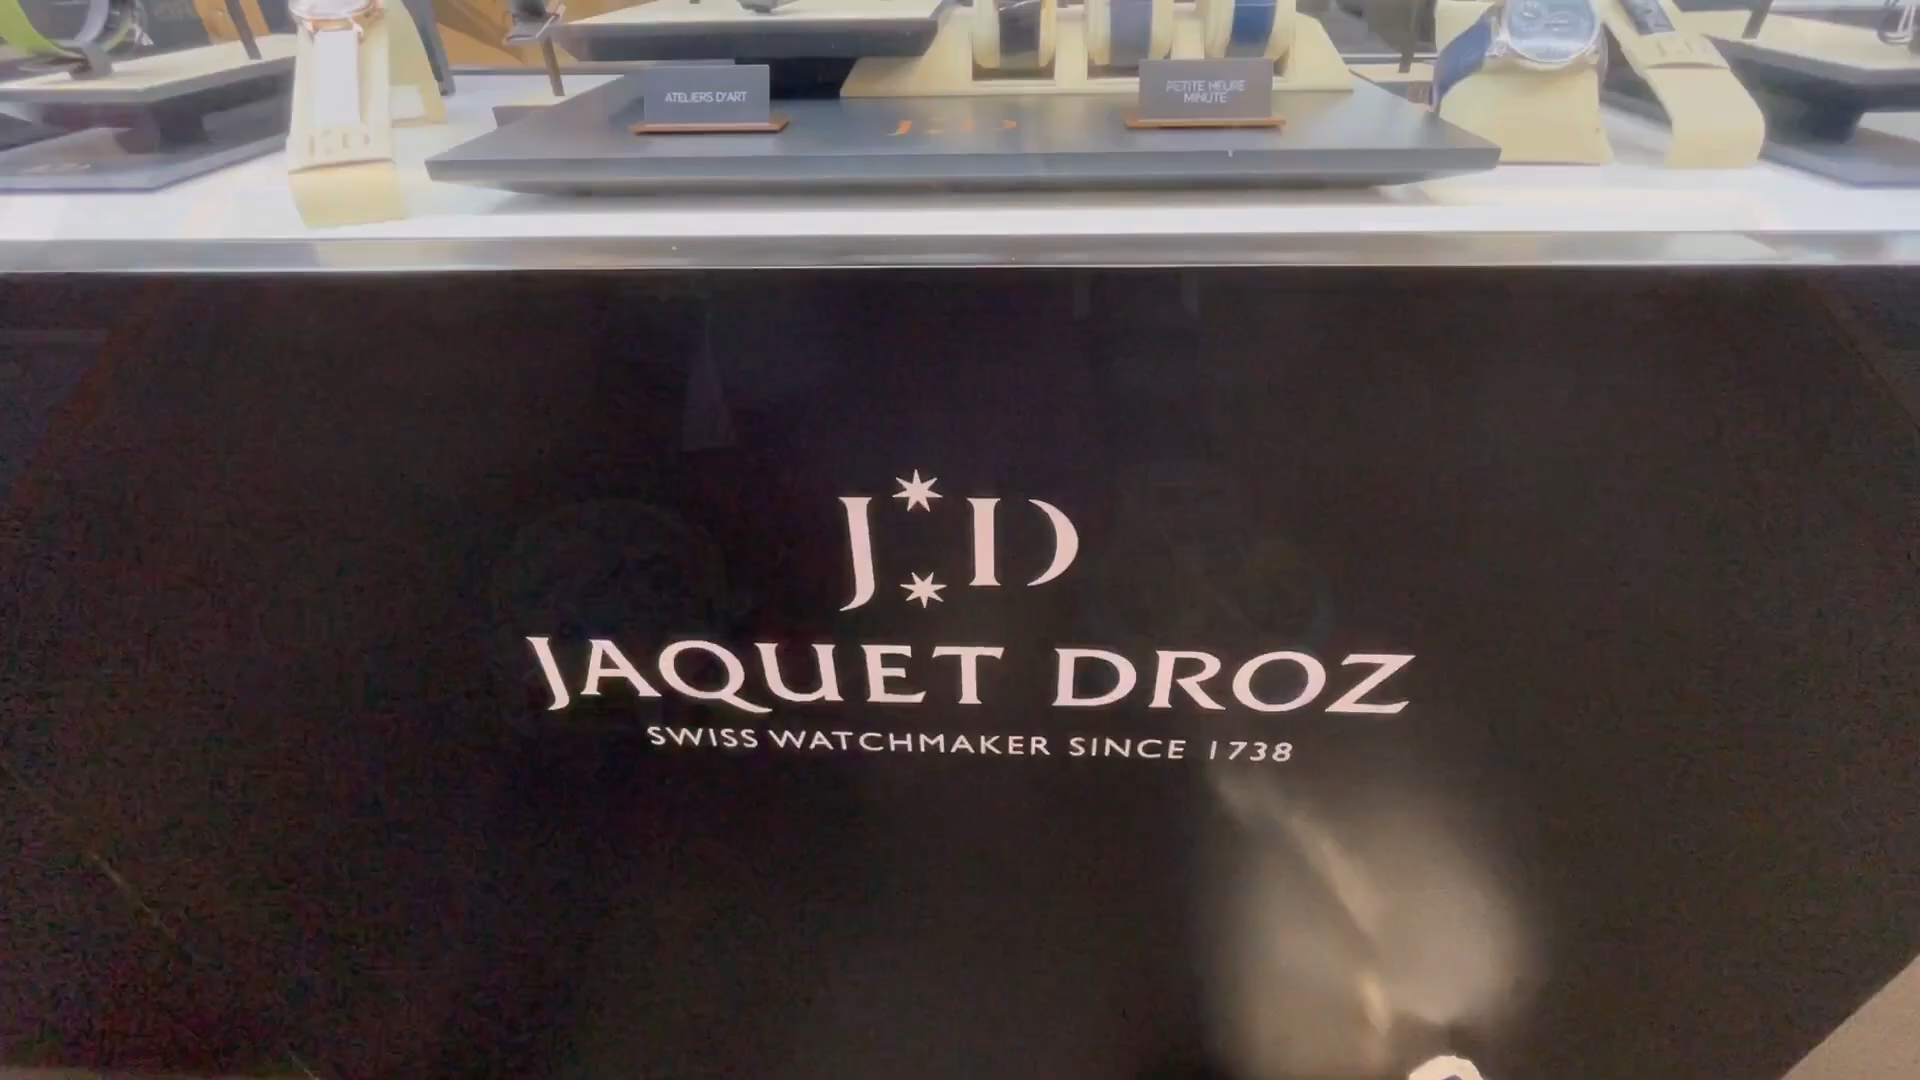 ATELIERS D'ART
PETITE HEURE
MINUTE
J D
J D
J D
J D
JAQUET DROZ
SWISS WATCHMAKER SINCE 1738